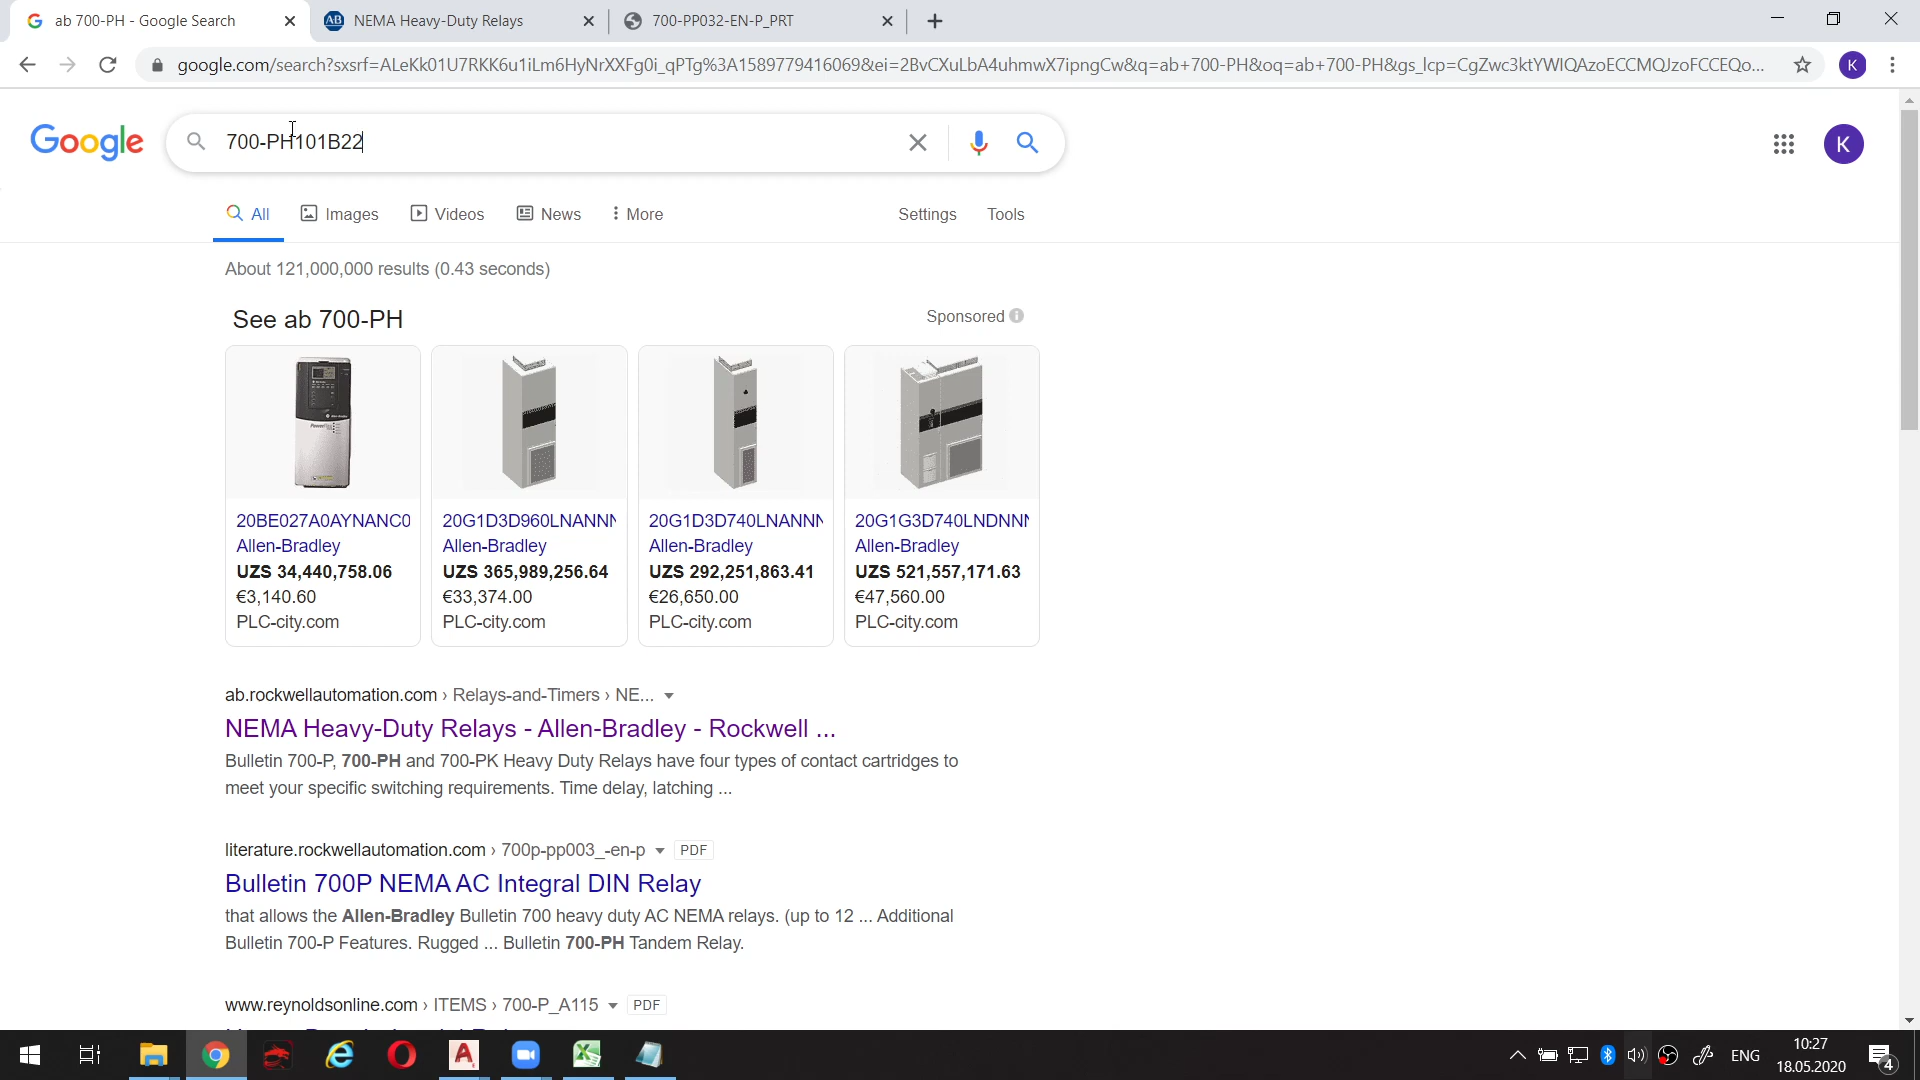 ab 700-PH - Google Search
NEMA Heavy-Duty Relays
700-PP032-EN-P_PRT
google.com/search?sxsrf=ALeKk01U7RKK6u1iLm6HyNrXXFg0i_qPTg%3A1589779416069&ei=2BvCXuLbA4uhmwX7ipngCw&q=ab+700-PH&oq=ab+700-PH&gs_lcp=CgZwc3ktYWIQAzoECCMQJzoFCCEQo...
K
Google
700-PH101B22
K
All
Images
Videos
News
More
Settings
Tools
About 121,000,000 results (0.43 seconds)
See ab 700-PH
Sponsored
20BE027A0AYNANC0
Allen-Bradley
UZS 34,440,758.06
€3,140.60
PLC-city.com
20G1D3D960LNANNN
Allen-Bradley
UZS 365,989,256.64
€33,374.00
PLC-city.com
20G1D3D740LNANNN
Allen-Bradley
UZS 292,251,863.41
€26,650.00
PLC-city.com
20G1G3D740LNDNNN
Allen-Bradley
UZS 521,557,171.63
€47,560.00
PLC-city.com
ab.rockwellautomation.com › Relays-and-Timers › NE...
NEMA Heavy-Duty Relays - Allen-Bradley - Rockwell ...
Bulletin 700-P, 700-PH and 700-PK Heavy Duty Relays have four types of contact cartridges to
meet your specific switching requirements. Time delay, latching ...
literature.rockwellautomation.com › 700p-pp003_-en-p PDF
Bulletin 700P NEMA AC Integral DIN Relay
that allows the Allen-Bradley Bulletin 700 heavy duty AC NEMA relays. (up to 12 ... Additional
Bulletin 700-P Features. Rugged ... Bulletin 700-PH Tandem Relay.
www.reynoldsonline.com › ITEMS › 700-P_A115 PDF
ENG
10:27
18.05.2020
4